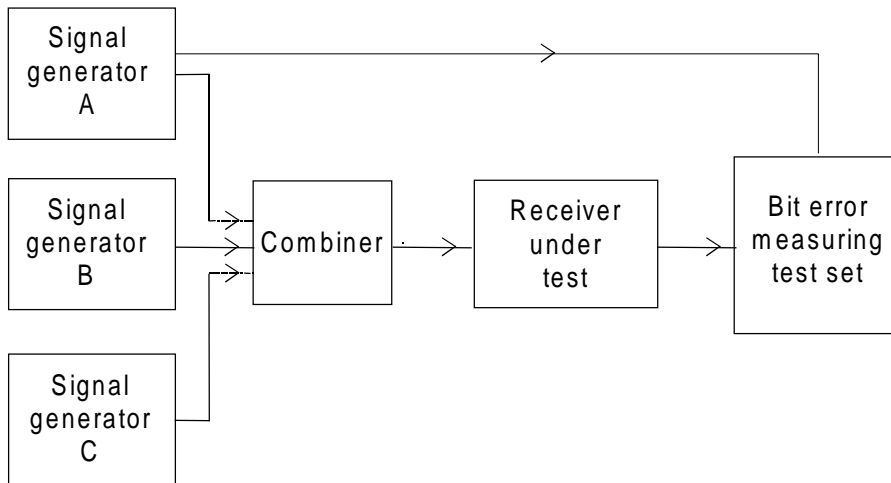 Signal
generator
A
Signal
generator
B
Signal
generator
C
Combiner
Receiver
under
test
Bit error
measuring
test set